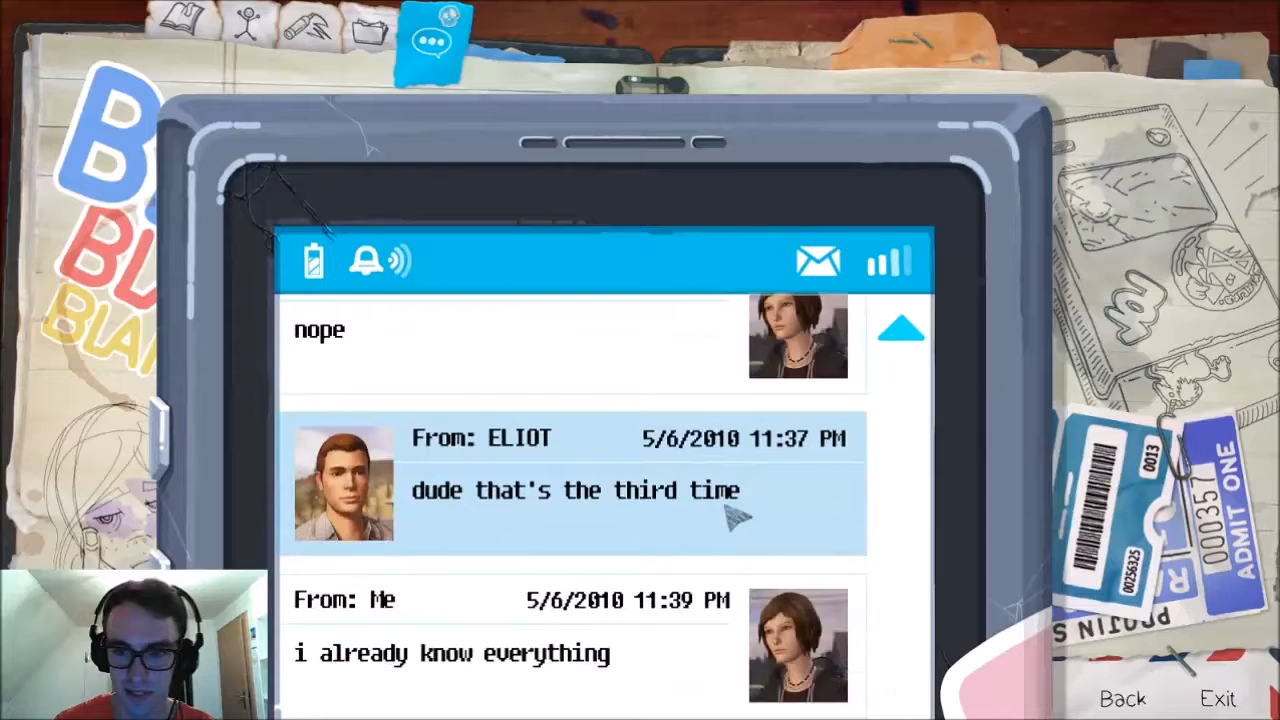 nope
From: ELIOT 5/6/2010 11:37 PM
dude that's the third time
From: Me 5/6/2010 11:39 PM
i already know everything
0013
00256325
000357
ADMIT ONE
Back Exit